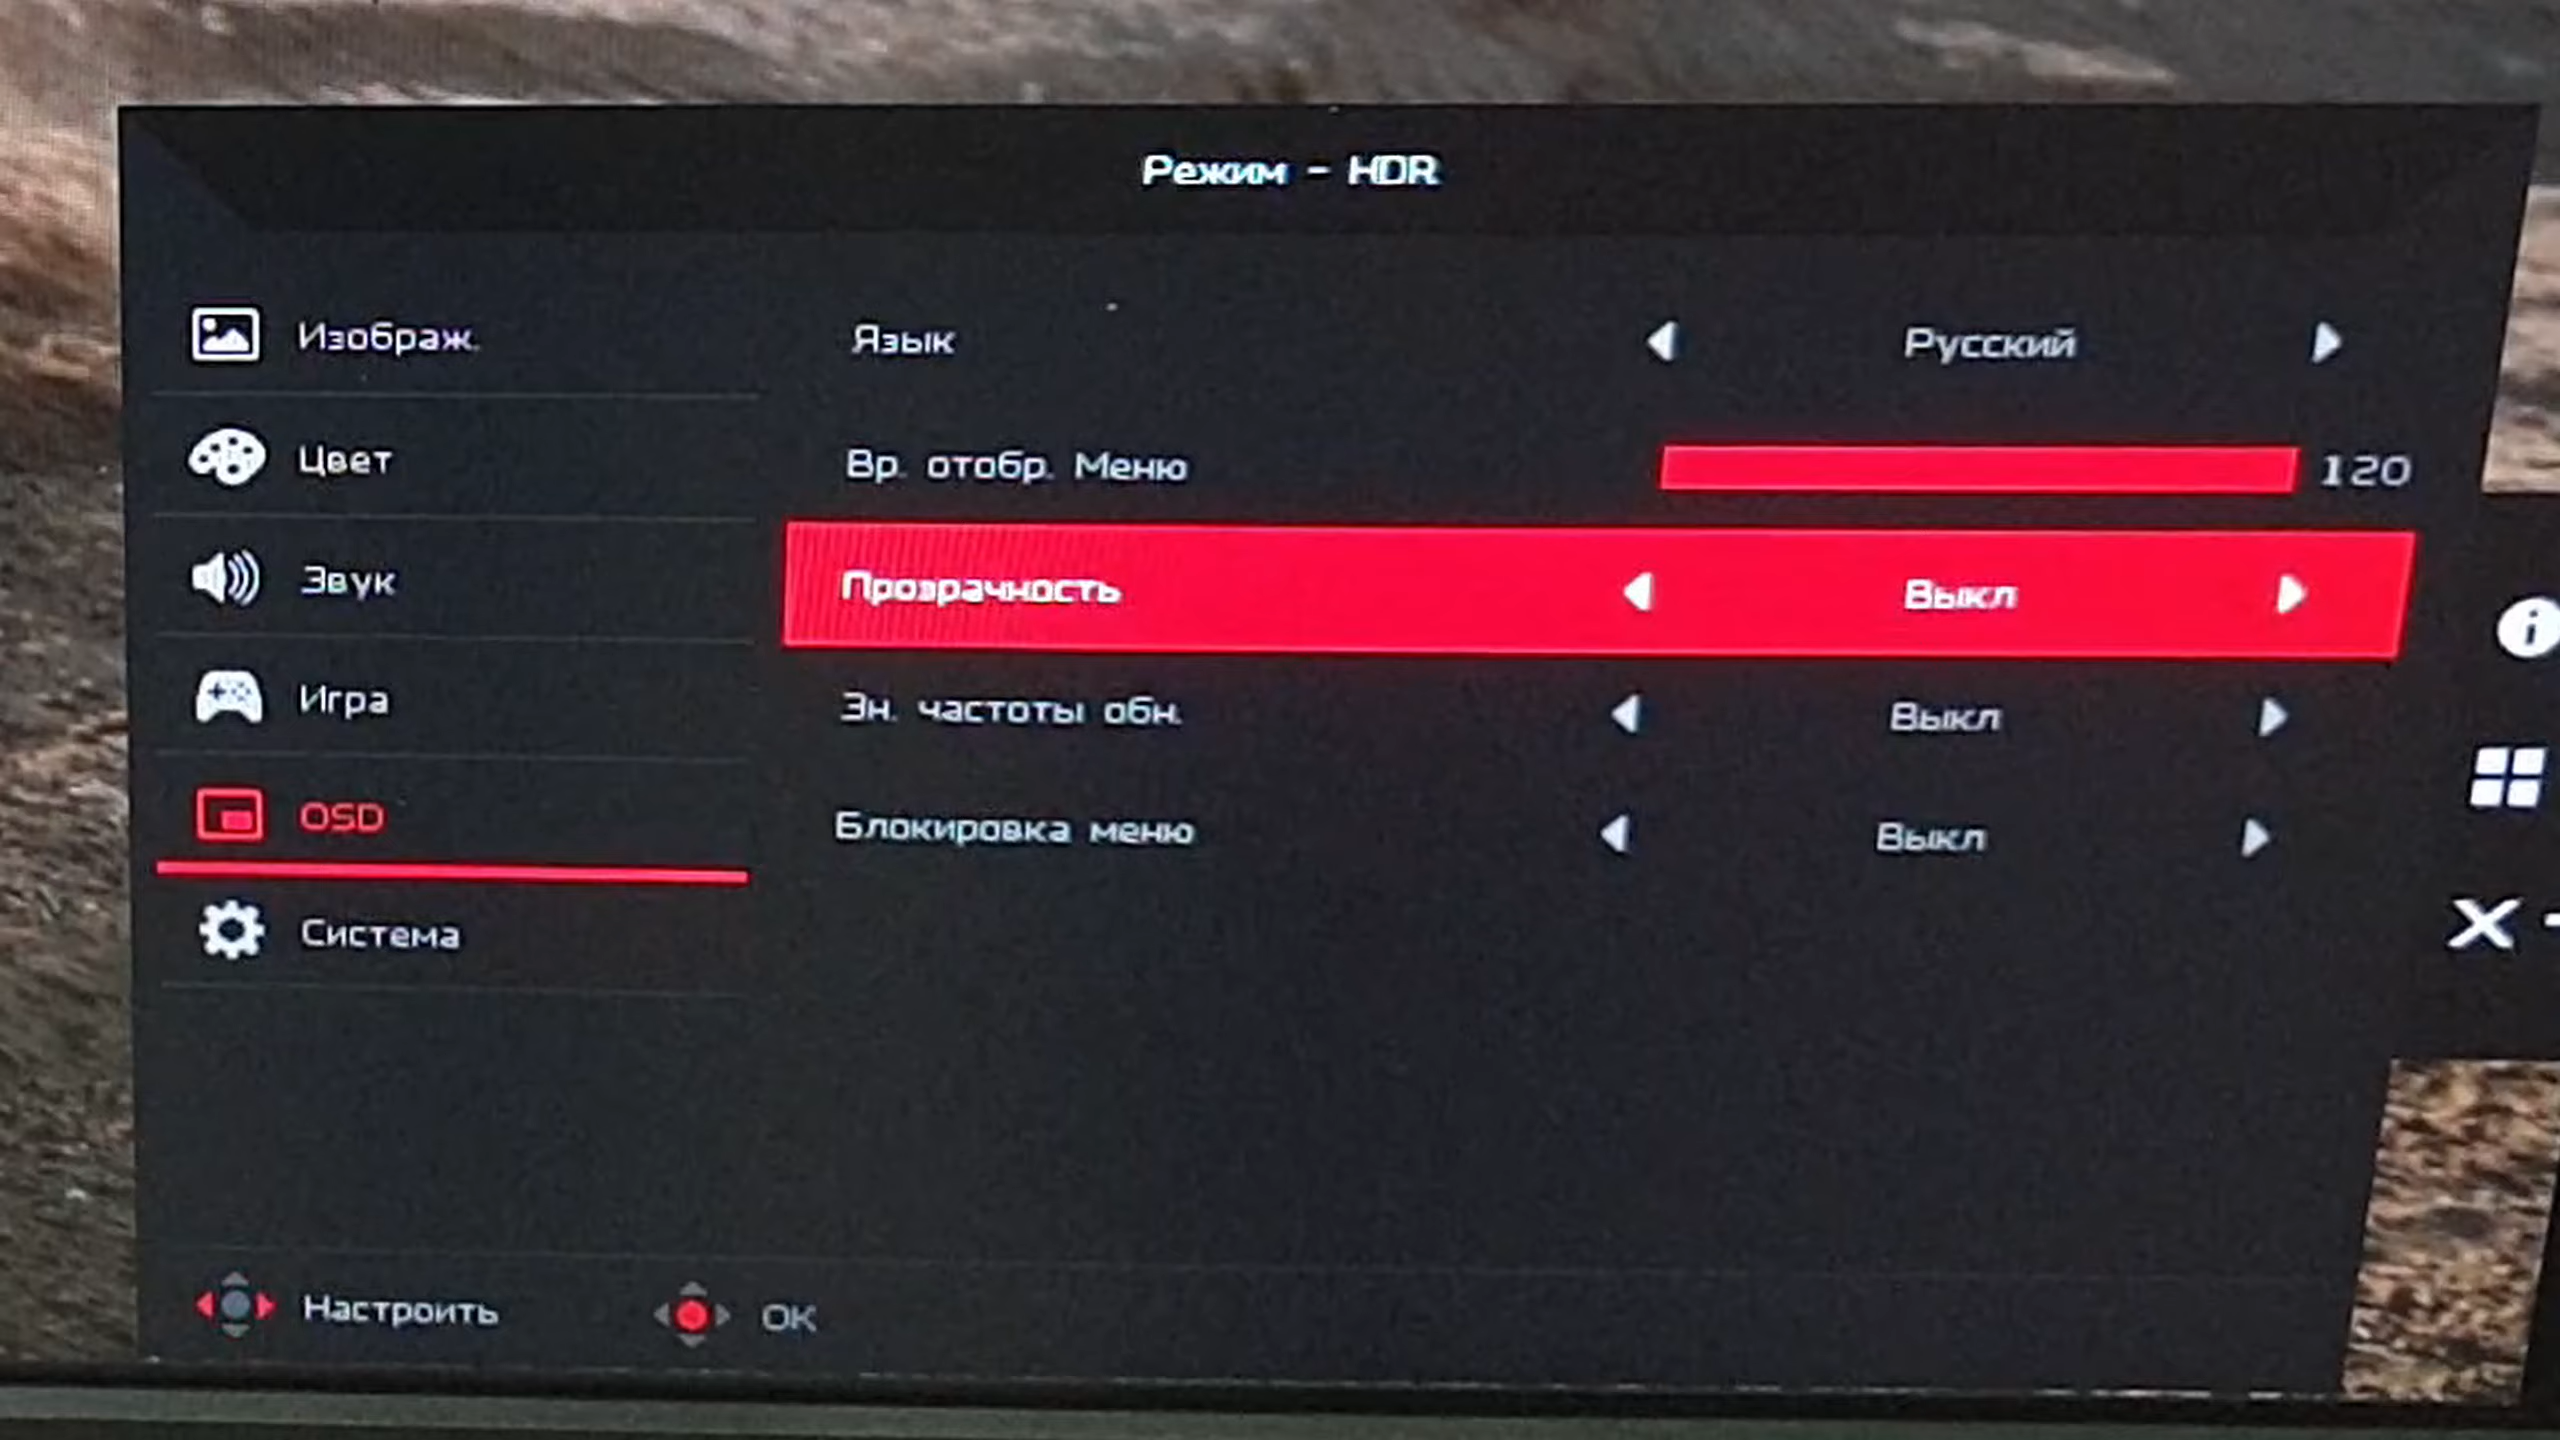 Режим - HDR
Изображ.
Цвет
Звук
Игра
OSD
Система
Язык Русский
Вр. отобр. Меню 120
Прозрачность Выкл
Зн. частоты обн. Выкл
Блокировка меню Выкл
Настроить OK